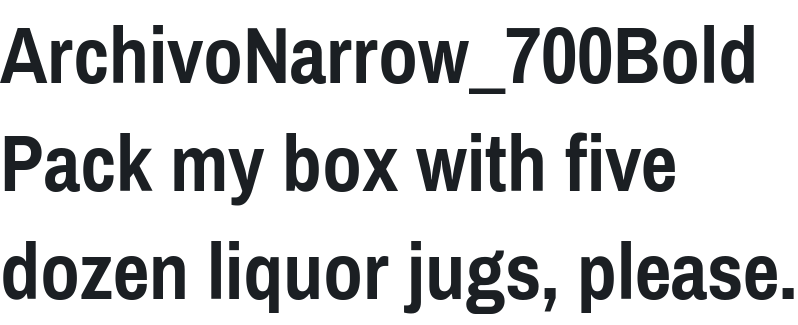 ArchivoNarrow_700Bold
Pack my box with five
dozen liquor jugs, please.